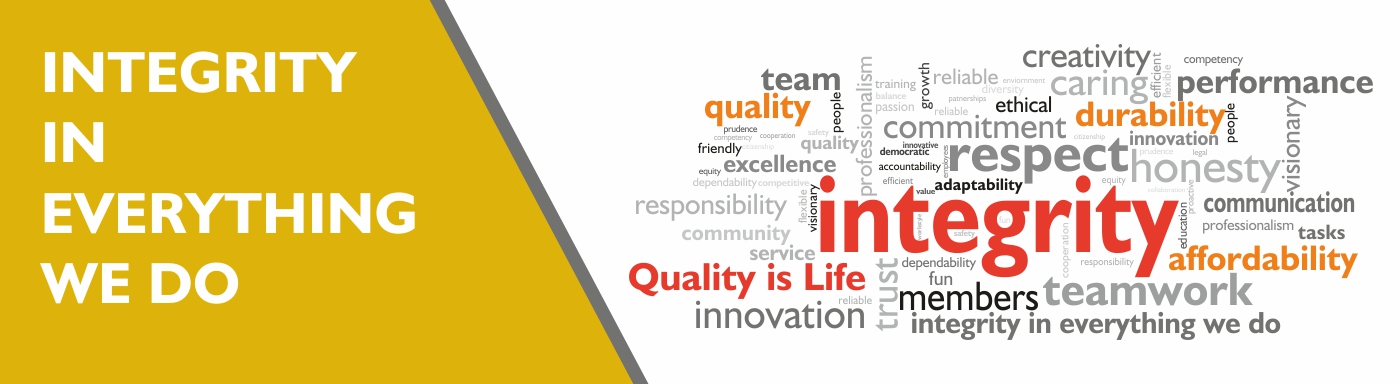 INTEGRITY
IN
EVERYTHING
WE DO
creativity
efficient
flexible
competency
team
professionalism
training
growth
reliable
enviornment
diversity
caring
performance
quality
people
balance
passion
patnerships
reliable
ethical
durability
people
visionary
prudence
competency
cooperation
safety
commitment
citizenship
innovation
friendly
citizenship
quality
innovative
democratic
employees
respect
prudence
legal
honesty
equity
excellence
accountability
dependability
competitive
efficient
value
adaptability
equity
collaboration
proactive
responsibility
flexible
visionary
integrity
education
communication
community
safety
cooperation
professionalism
tasks
service
dependability
responsibility
affordability
Quality is Life
trust
fun
reliable
members
teamwork
innovation
integrity in everything we do